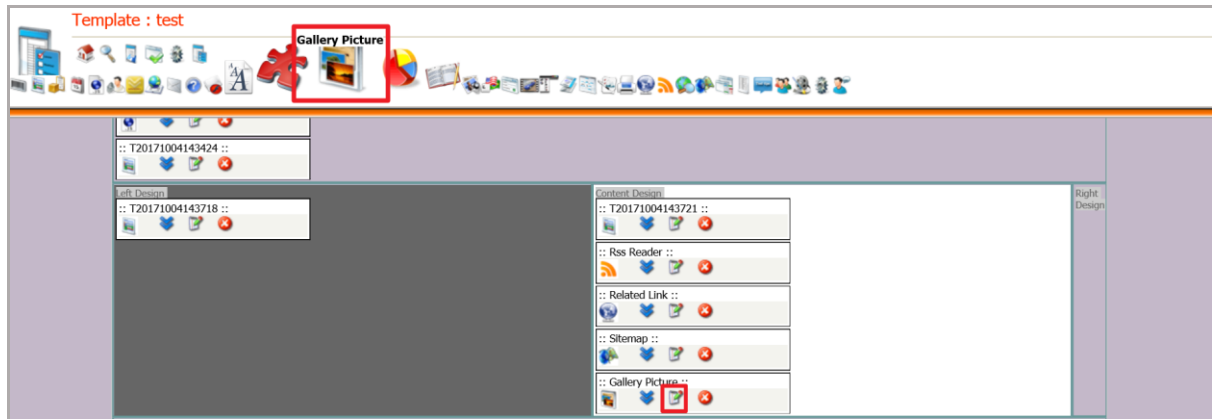 Template : test
Gallery Picture
:: T20171004143424 ::
Left Design
:: T20171004143718 ::
Content Design
:: T20171004143721 ::
:: Rss Reader ::
:: Related Link ::
:: Sitemap ::
:: Gallery Picture ::
Right
Design